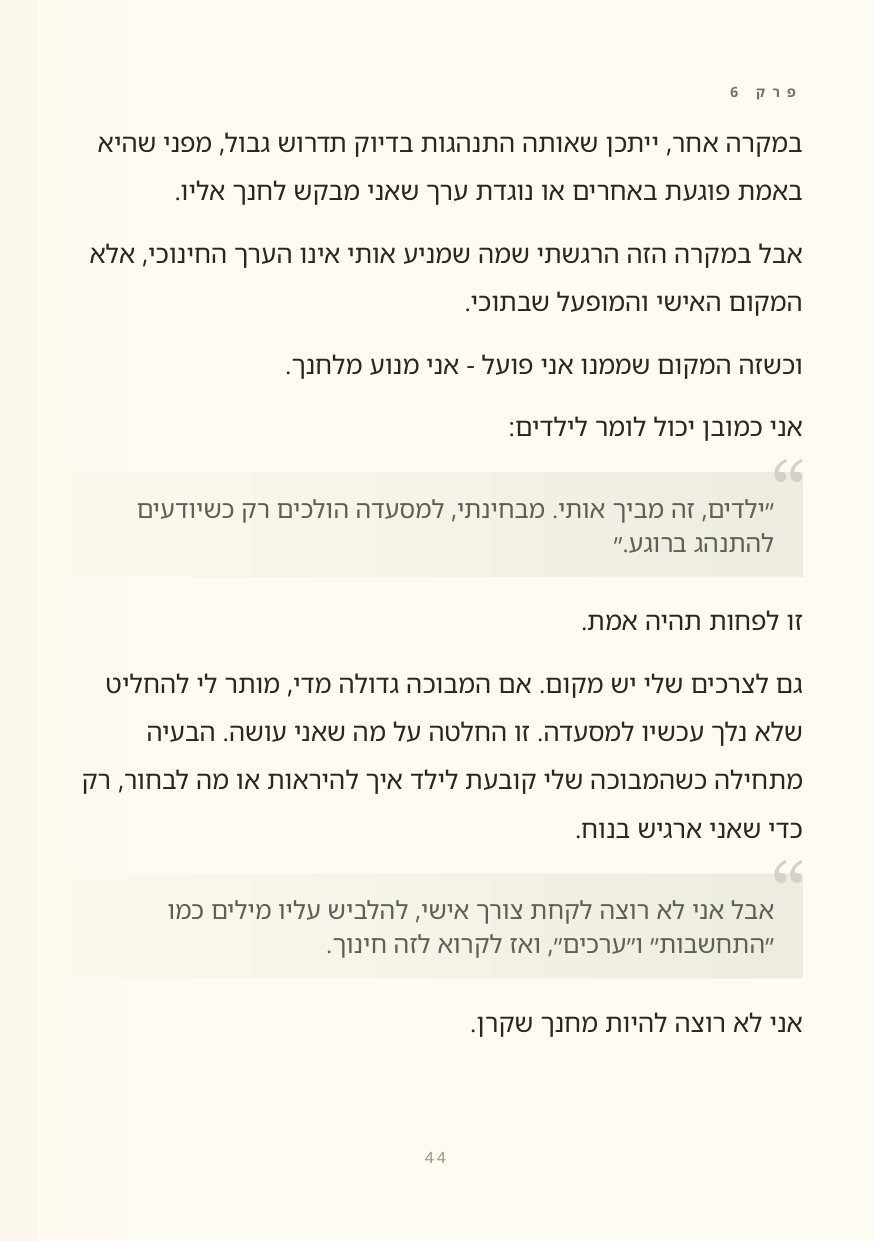 פרק 6
במקרה אחר, ייתכן שאותה התנהגות בדיוק תדרוש גבול, מפני שהיא
באמת פוגעת באחרים או נוגדת ערך שאני מבקש לחנך אליו.
אבל במקרה הזה הרגשתי שמה שמניע אותי אינו הערך החינוכי, אלא
המקום האישי והמופעל שבתוכי.
וכשזה המקום שממנו אני פועל - אני מנוע מלחנך.
אני כמובן יכול לומר לילדים:
“
״ילדים, זה מביך אותי. מבחינתי, למסעדה הולכים רק כשיודעים
להתנהג ברוגע.״
זו לפחות תהיה אמת.
גם לצרכים שלי יש מקום. אם המבוכה גדולה מדי, מותר לי להחליט
שלא נלך עכשיו למסעדה. זו החלטה על מה שאני עושה. הבעיה
מתחילה כשהמבוכה שלי קובעת לילד איך להיראות או מה לבחור, רק
כדי שאני ארגיש בנוח.
“
אבל אני לא רוצה לקחת צורך אישי, להלביש עליו מילים כמו
״התחשבות״ ו״ערכים״, ואז לקרוא לזה חינוך.
אני לא רוצה להיות מחנך שקרן.
44